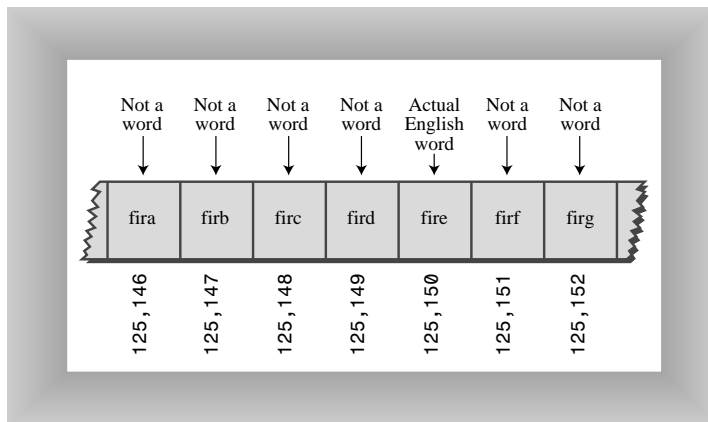 Not a Not a Not a Not a Actual Not a Not a
word word word word English word word
word
fira firb firc fird fire firf firg
125,146 125,147 125,148 125,149 125,150 125,151 125,152